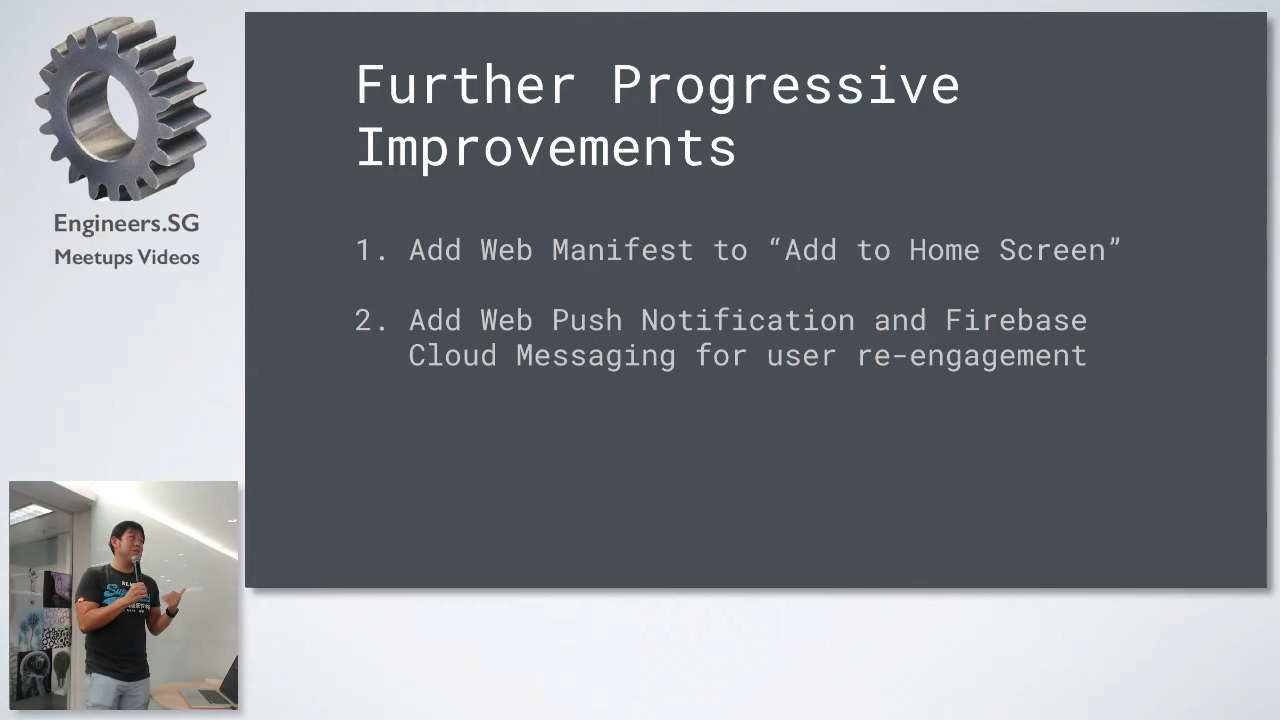 Engineers.SG
Meetups Videos
Further Progressive
Improvements
1. Add Web Manifest to “Add to Home Screen”
2. Add Web Push Notification and Firebase
Cloud Messaging for user re-engagement